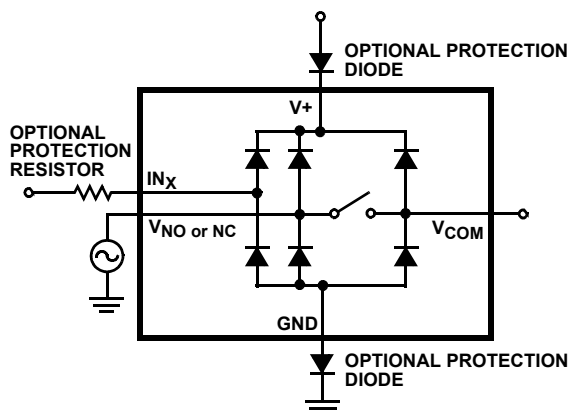 OPTIONAL PROTECTION
DIODE
V+
OPTIONAL
PROTECTION
RESISTOR
INX
VNO or NC
VCOM
GND
OPTIONAL PROTECTION
DIODE